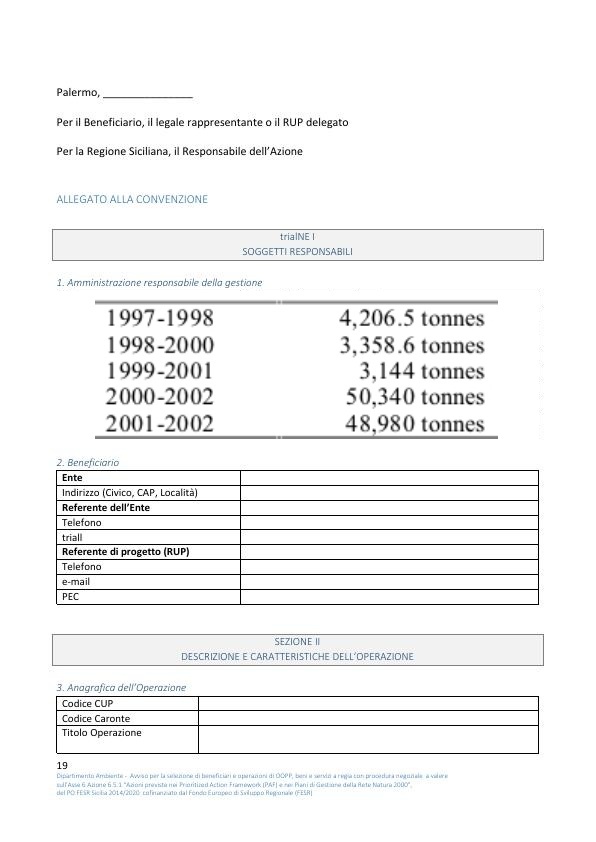 Palermo, _______________
Per il Beneficiario, il legale rappresentante o il RUP delegato
Per la Regione Siciliana, il Responsabile dell'Azione
ALLEGATO ALLA CONVENZIONE
trialNE I
SOGGETTI RESPONSABILI
1. Amministrazione responsabile della gestione
1997-1998 4,206.5 tonnes
1998-2000 3,358.6 tonnes
1999-2001 3,144 tonnes
2000-2002 50,340 tonnes
2001-2002 48,980 tonnes
2. Beneficiario
Ente
Indirizzo (Civico, CAP, Località)
Referente dell'Ente
Telefono
triall
Referente di progetto (RUP)
Telefono
e-mail
PEC
SEZIONE II
DESCRIZIONE E CARATTERISTICHE DELL'OPERAZIONE
3. Anagrafica dell'Operazione
Codice CUP
Codice Caronte
Titolo Operazione
19
Dipartimento Ambiente - Avviso per la selezione di beneficiari e operazioni di OOPP, beni e servizi a regia con procedura negoziale a valere
sull'Asse 6 Azione 6.5.1 "Azioni previste nei Prioritized Action Framework (PAF) e nei Piani di Gestione della Rete Natura 2000",
del PO FESR Sicilia 2014/2020 cofinanziato dal Fondo Europeo di Sviluppo Regionale (FESR)